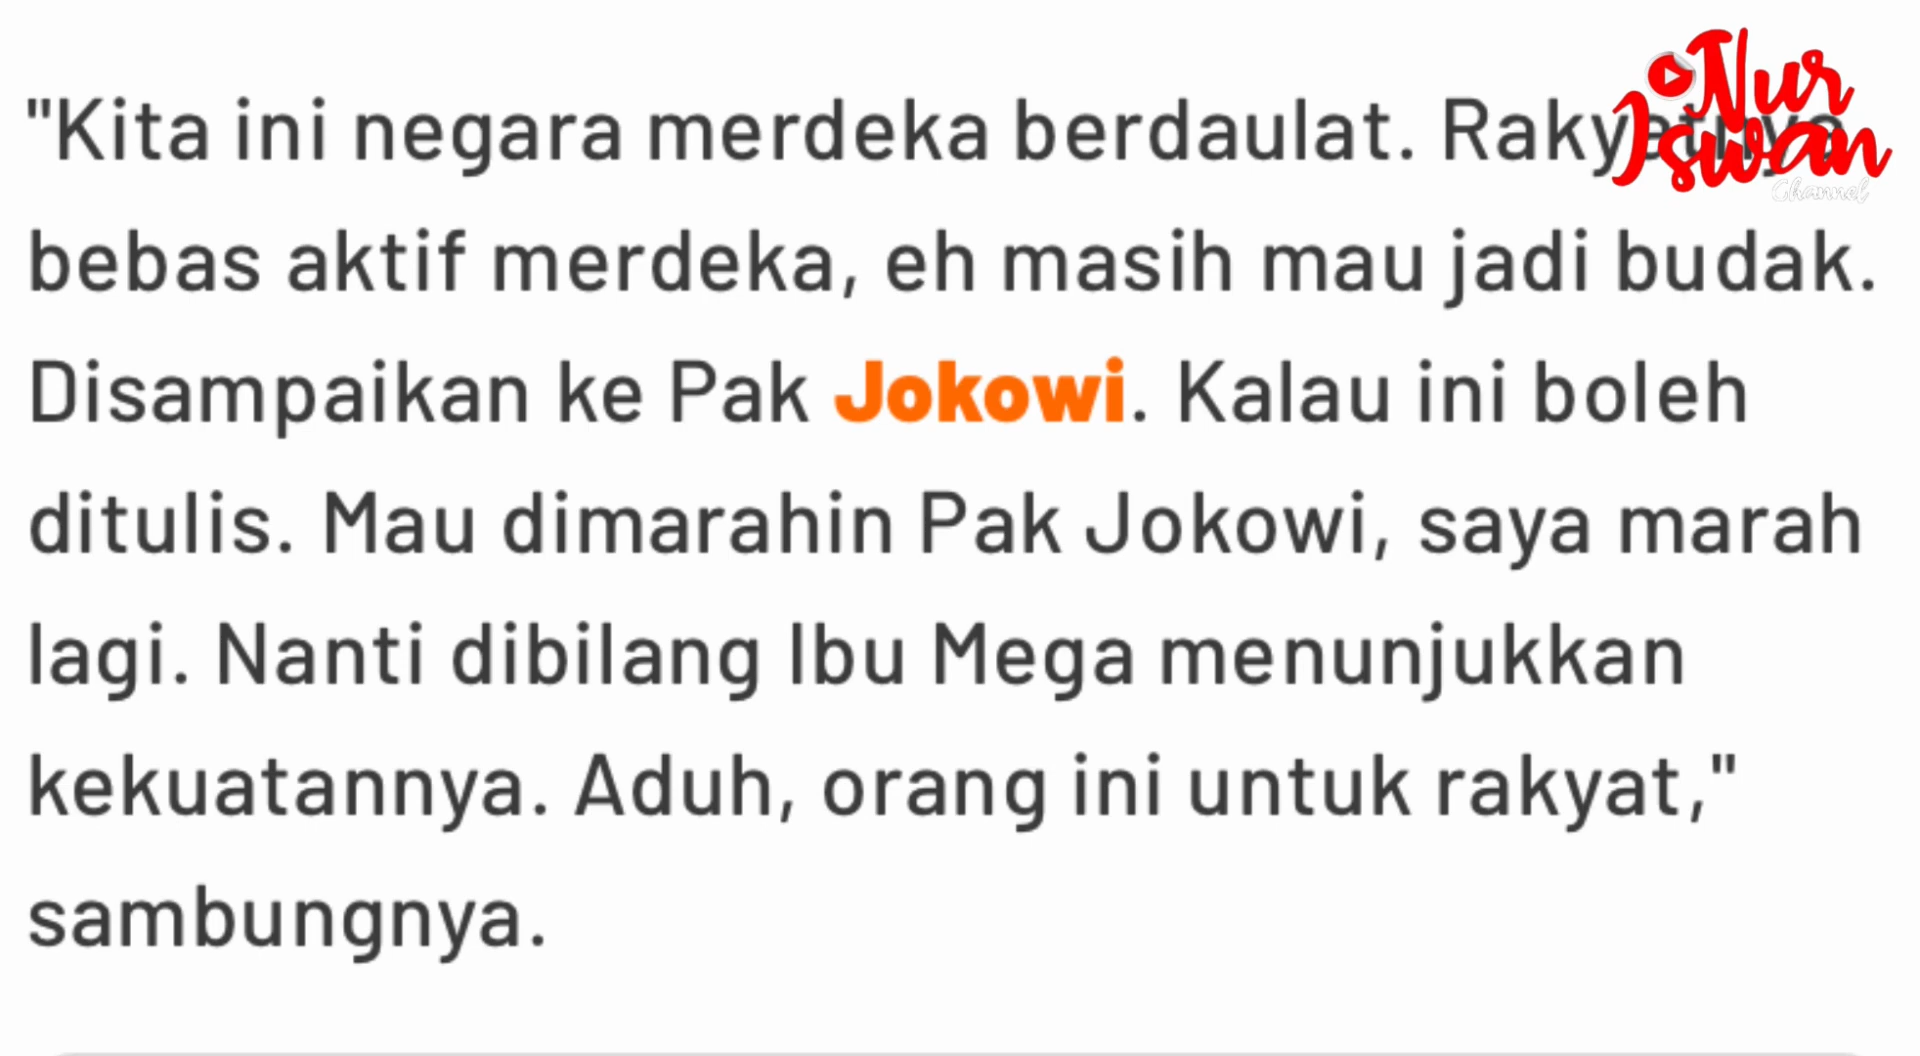 "Kita ini negara merdeka berdaulat. Rakyatnya
bebas aktif merdeka, eh masih mau jadi budak.
Disampaikan ke Pak Jokowi. Kalau ini boleh
ditulis. Mau dimarahin Pak Jokowi, saya marah
lagi. Nanti dibilang Ibu Mega menunjukkan
kekuatannya. Aduh, orang ini untuk rakyat,"
sambungnya.
Nur
Iswan
Channel